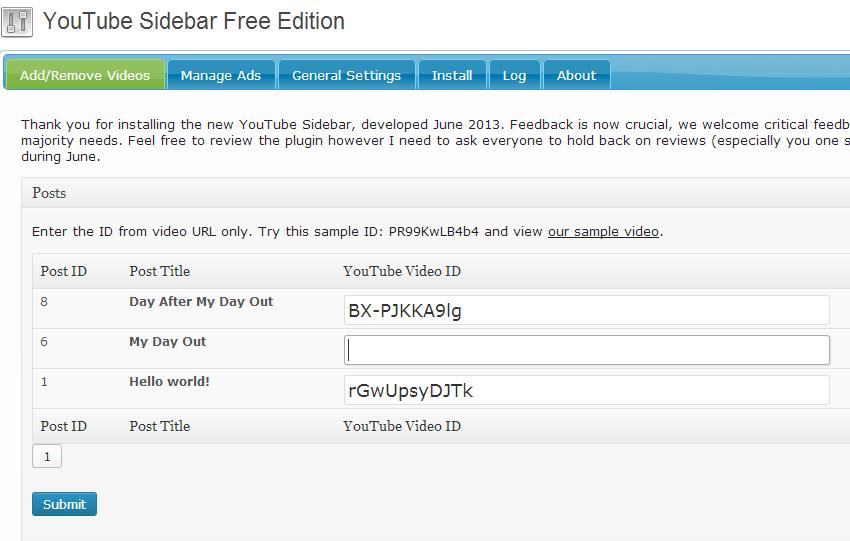 YouTube Sidebar Free Edition
Add/Remove Videos Manage Ads General Settings Install Log About
Thank you for installing the new YouTube Sidebar, developed June 2013. Feedback is now crucial, we welcome critical feedb
majority needs. Feel free to review the plugin however I need to ask everyone to hold back on reviews (especially you one s
during June.
Posts
Enter the ID from video URL only. Try this sample ID: PR99KwLB4b4 and view our sample video.
Post ID Post Title YouTube Video ID
8 Day After My Day Out BX-PJKKA9lg
6 My Day Out
1 Hello world! rGwUpsyDJTk
Post ID Post Title YouTube Video ID
1
Submit